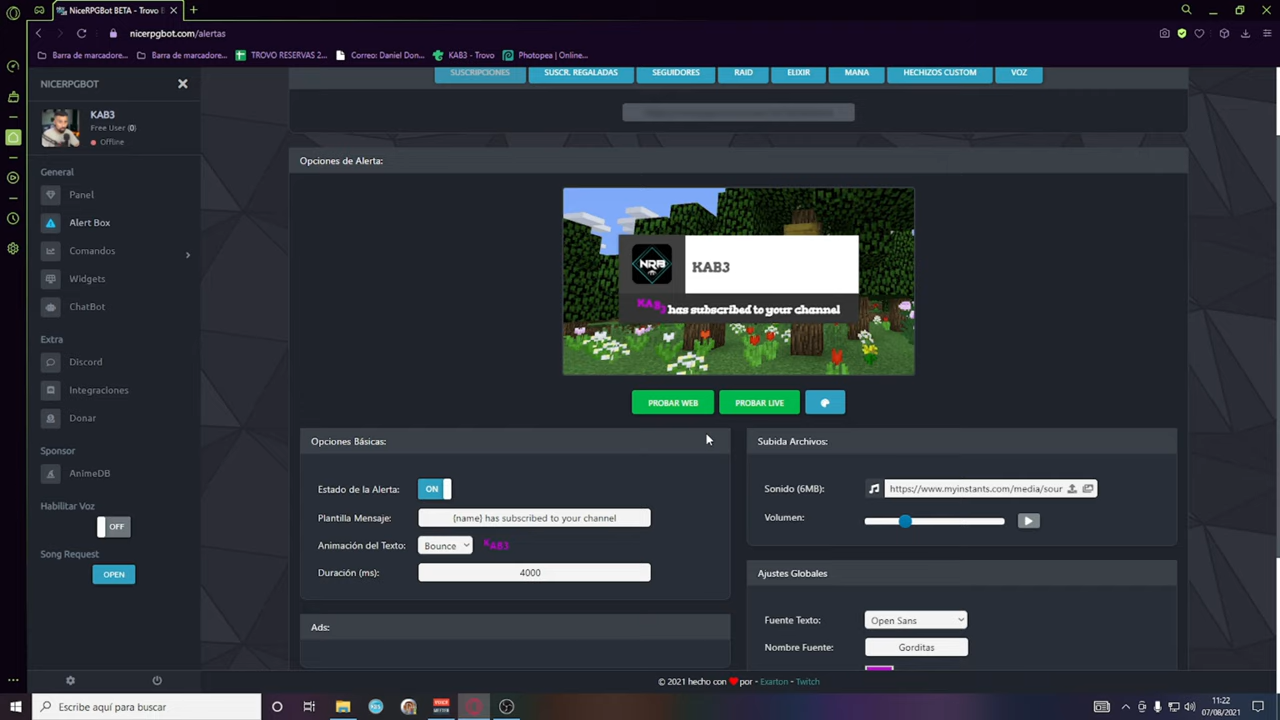 NiceRPGBot BETA - Trovo
nicerpgbot.com/alertas
Barra de marcadore...
Barra de marcadore...
TROVO RESERVAS 2...
Correo: Daniel Don...
KAB3 - Trovo
Photopea | Online...
NICERPGBOT
KAB3
Free User (0)
Offline
General
Panel
Alert Box
Comandos
Widgets
ChatBot
Extra
Discord
Integraciones
Donar
Sponsor
AnimeDB
Habilitar Voz
OFF
Song Request
OPEN
SUSCRIPCIONES
SUSCR. REGALADAS
SEGUIDORES
RAID
ELIXIR
MANA
HECHIZOS CUSTOM
VOZ
Opciones de Alerta:
NRB
KAB3
KAB3 has subscribed to your channel
PROBAR WEB
PROBAR LIVE
Opciones Básicas:
Estado de la Alerta:
ON
Plantilla Mensaje:
{name} has subscribed to your channel
Animación del Texto:
Bounce
KAB3
Duración (ms):
4000
Ads:
Subida Archivos:
Sonido (6MB):
https://www.myinstants.com/media/sour
Volumen:
Ajustes Globales
Fuente Texto:
Open Sans
Nombre Fuente:
Gorditas
© 2021 hecho con ❤ por - Exarton - Twitch
Escribe aquí para buscar
11:22
07/08/2021